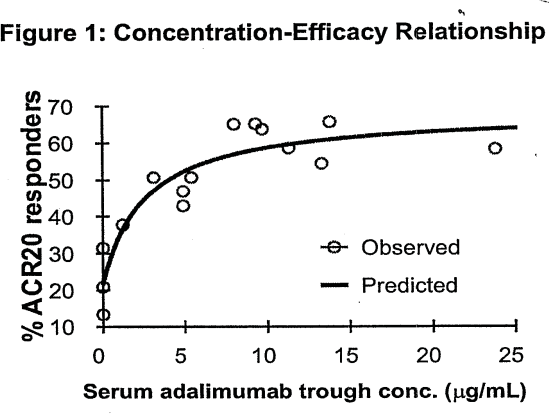 Figure 1: Concentration-Efficacy Relationship
% ACR20 responders
70
60
50
40
30
20
10
Observed
Predicted
0 5 10 15 20 25
Serum adalimumab trough conc. (μg/mL)